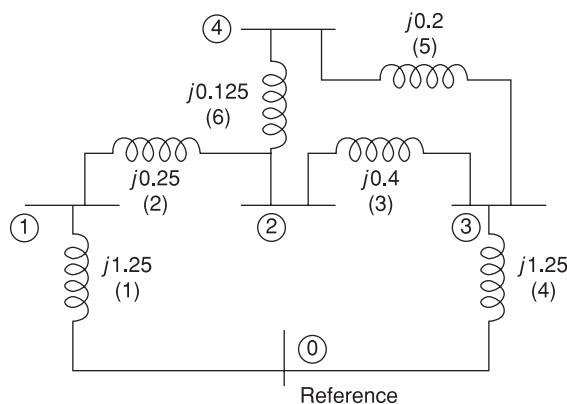 ④
j0.2
(5)
j0.125
(6)
j0.25
(2)
j0.4
(3)
①
②
③
j1.25
(1)
j1.25
(4)
⓪
Reference